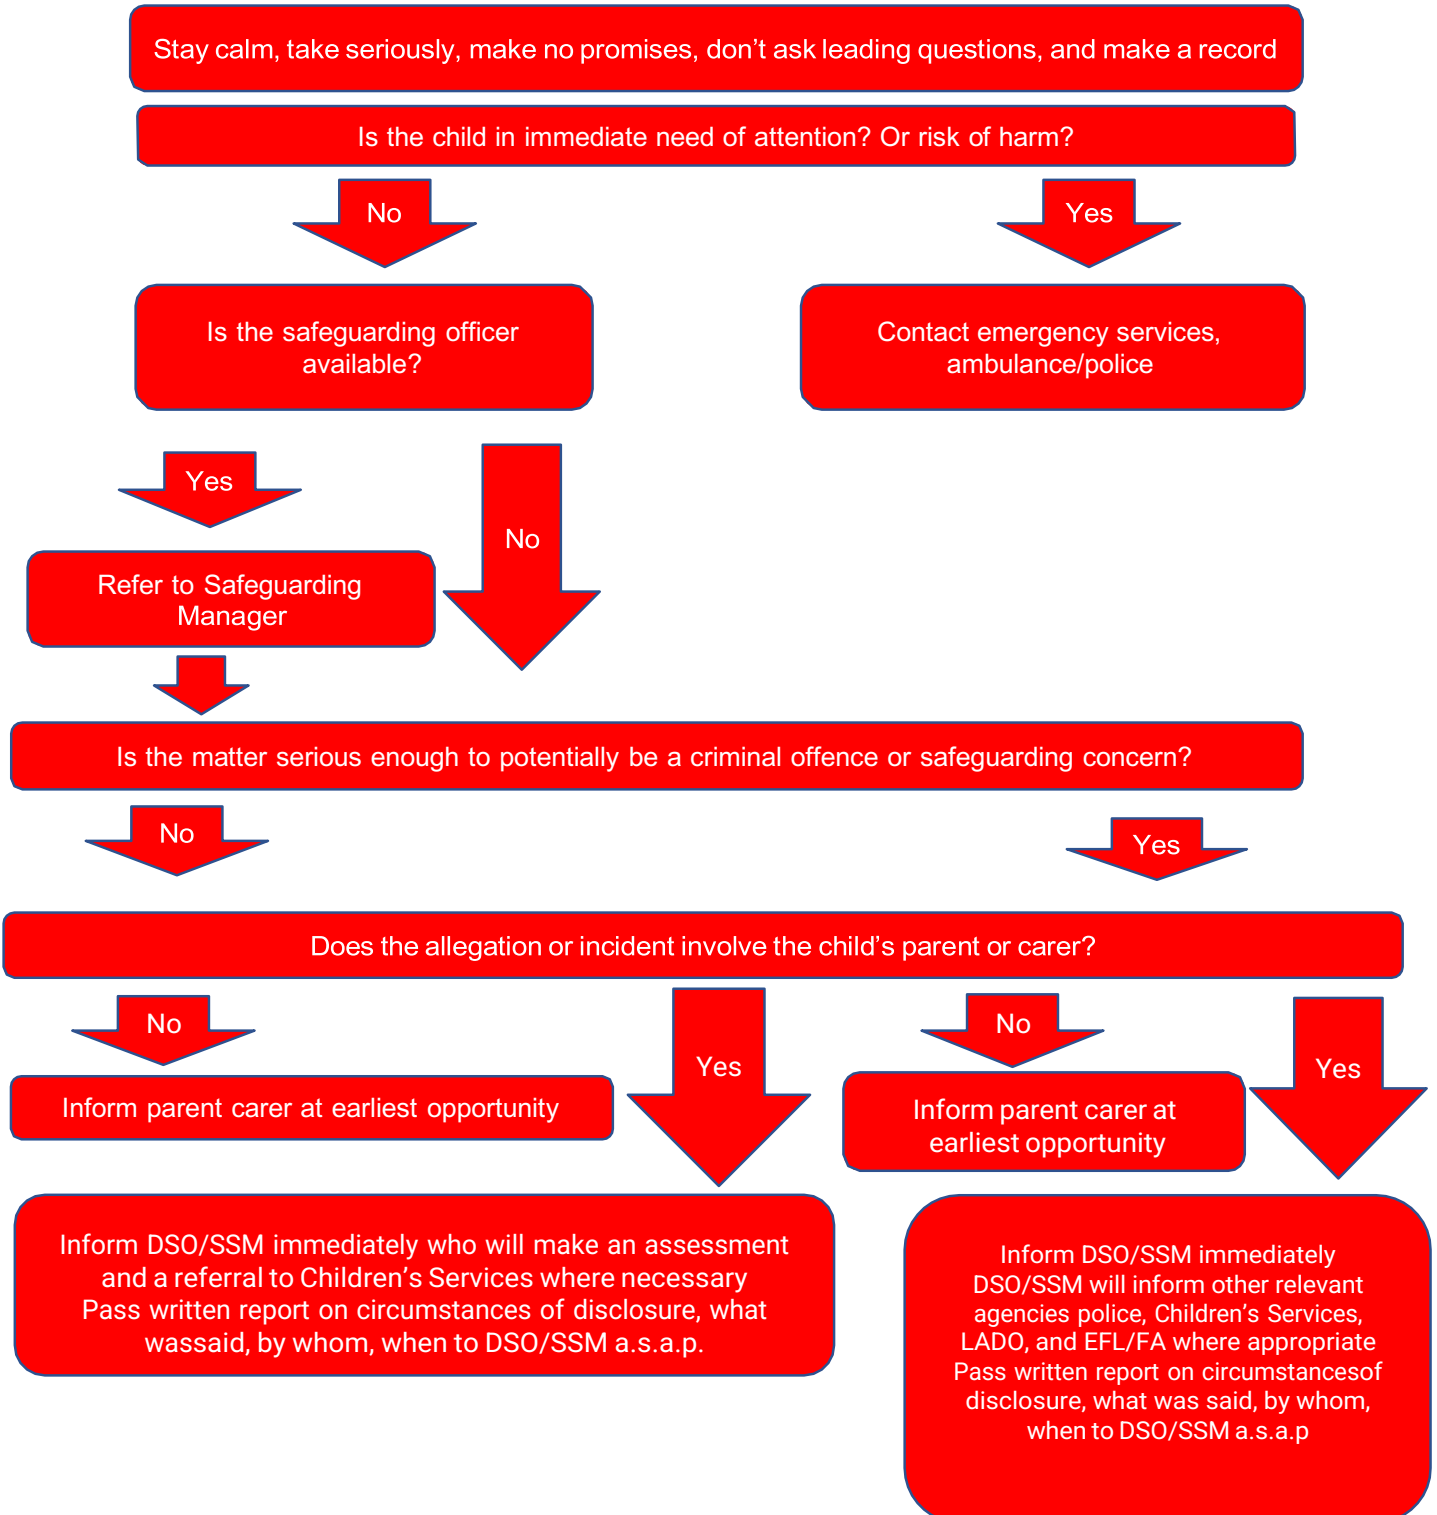 Stay calm, take seriously, make no promises, don’t ask leading questions, and make a record
Is the child in immediate need of attention? Or risk of harm?
No
Yes
Is the safeguarding officer
available?
Contact emergency services,
ambulance/police
Yes
No
Refer to Safeguarding
Manager
Is the matter serious enough to potentially be a criminal offence or safeguarding concern?
No
Yes
Does the allegation or incident involve the child’s parent or carer?
No
Yes
No
Yes
Inform parent carer at earliest opportunity
Inform parent carer at
earliest opportunity
Inform DSO/SSM immediately who will make an assessment
and a referral to Children’s Services where necessary
Pass written report on circumstances of disclosure, what
wassaid, by whom, when to DSO/SSM a.s.a.p.
Inform DSO/SSM immediately
DSO/SSM will inform other relevant
agencies police, Children’s Services,
LADO, and EFL/FA where appropriate
Pass written report on circumstancesof
disclosure, what was said, by whom,
when to DSO/SSM a.s.a.p